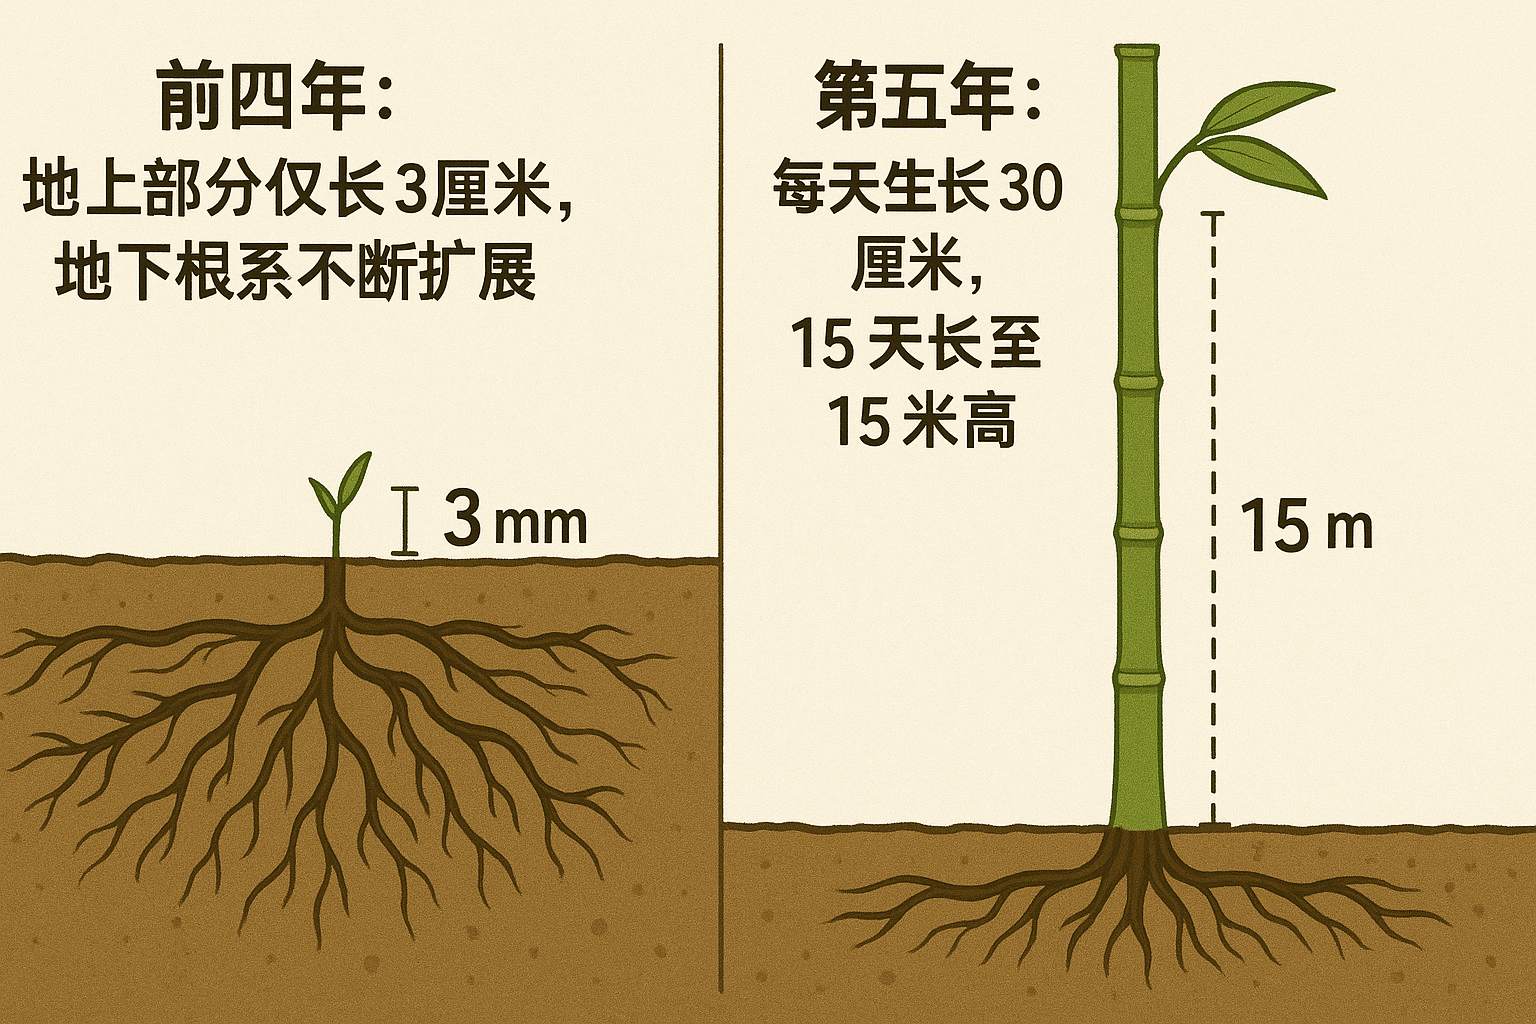 前四年：
地上部分仅长3厘米，
地下根系不断扩展
3 mm
第五年：
每天生长30
厘米，
15天长至
15米高
15 m